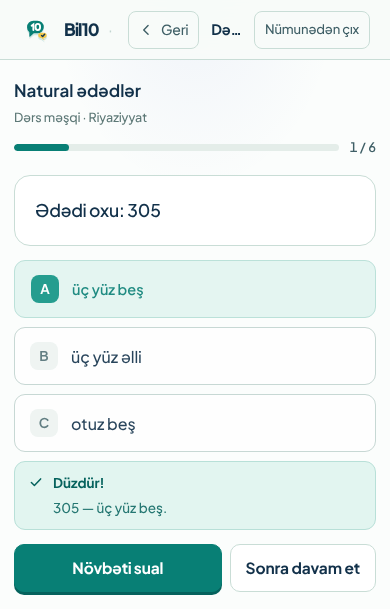 10 Bil10
Geri
Də...
Nümunədən çıx
Natural ədədlər
Dərs məşqi · Riyaziyyat
1 / 6
Ədədi oxu: 305
A üç yüz beş
B üç yüz əlli
C otuz beş
Düzdür!
305 — üç yüz beş.
Növbəti sual
Sonra davam et